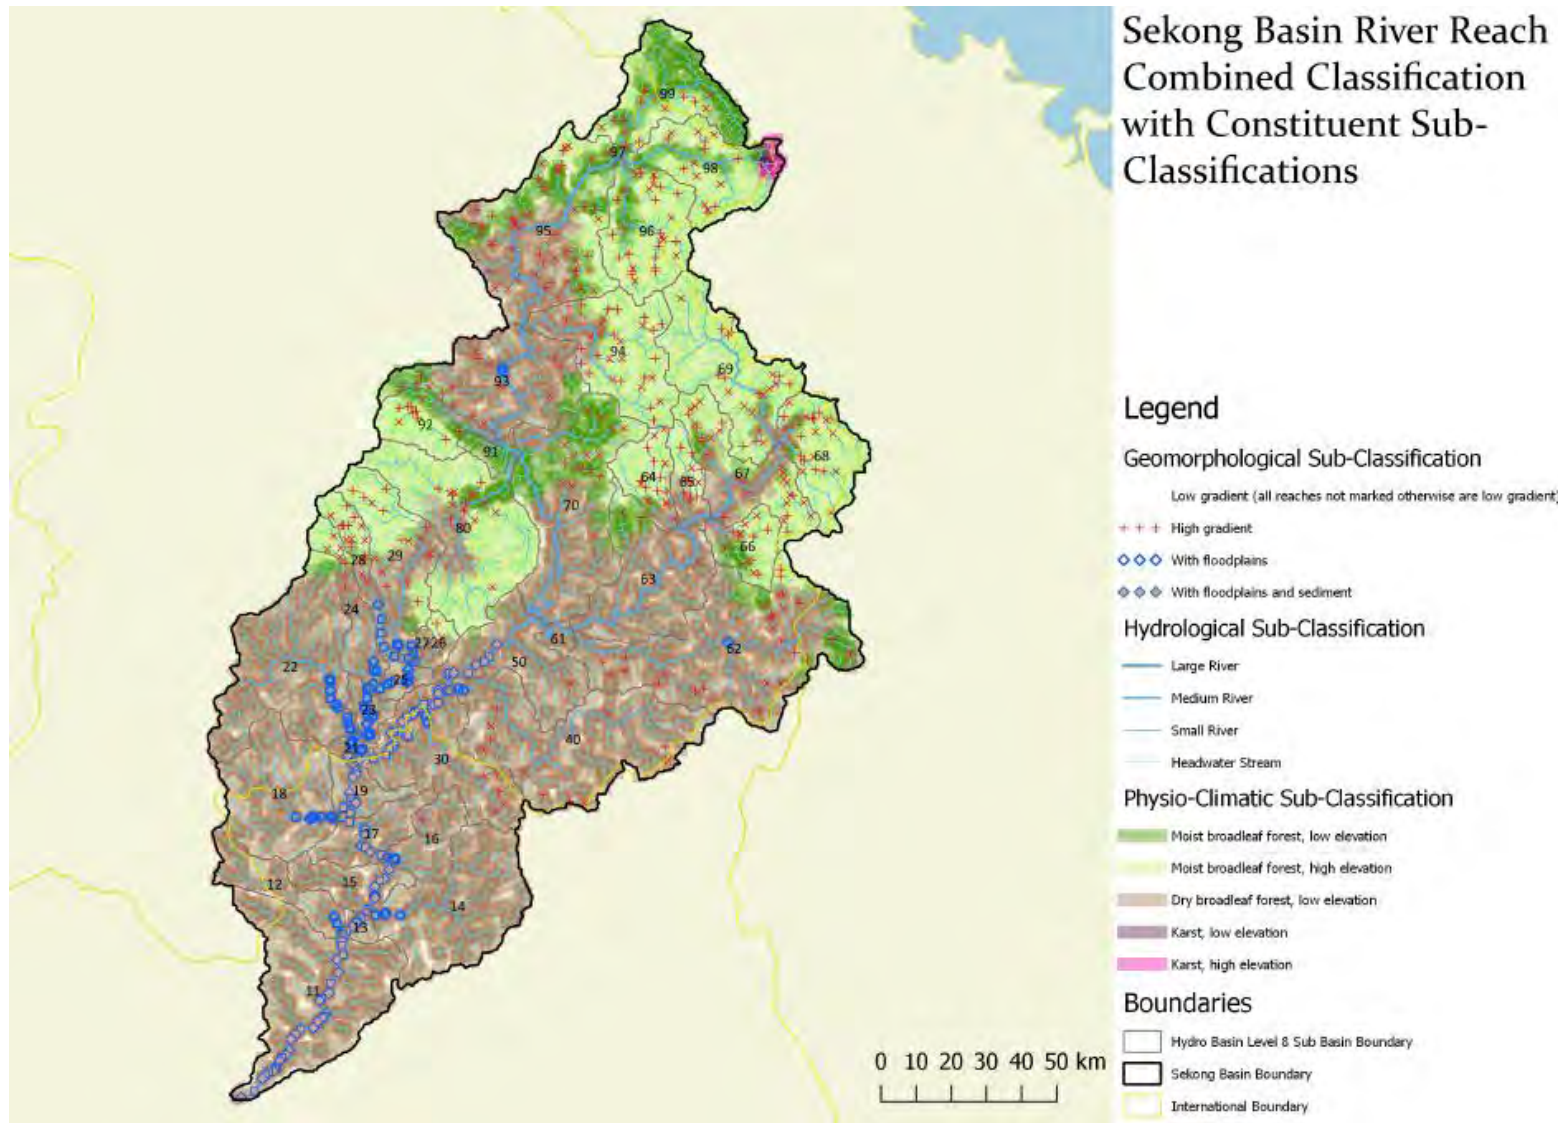 Sekong Basin River Reach
Combined Classification
with Constituent Sub-
Classifications
99
97
98
95
96
94
93
69
92
91
68
64
65
67
70
80
66
28
29
63
24
27 26
61
62
22
50
25
23
40
21
30
18
19
17
16
12
15
14
13
11
0 10 20 30 40 50 km
Legend
Geomorphological Sub-Classification
Low gradient (all reaches not marked otherwise are low gradient)
High gradient
With floodplains
With floodplains and sediment
Hydrological Sub-Classification
Large River
Medium River
Small River
Headwater Stream
Physio-Climatic Sub-Classification
Moist broadleaf forest, low elevation
Moist broadleaf forest, high elevation
Dry broadleaf forest, low elevation
Karst, low elevation
Karst, high elevation
Boundaries
Hydro Basin Level 8 Sub Basin Boundary
Sekong Basin Boundary
International Boundary